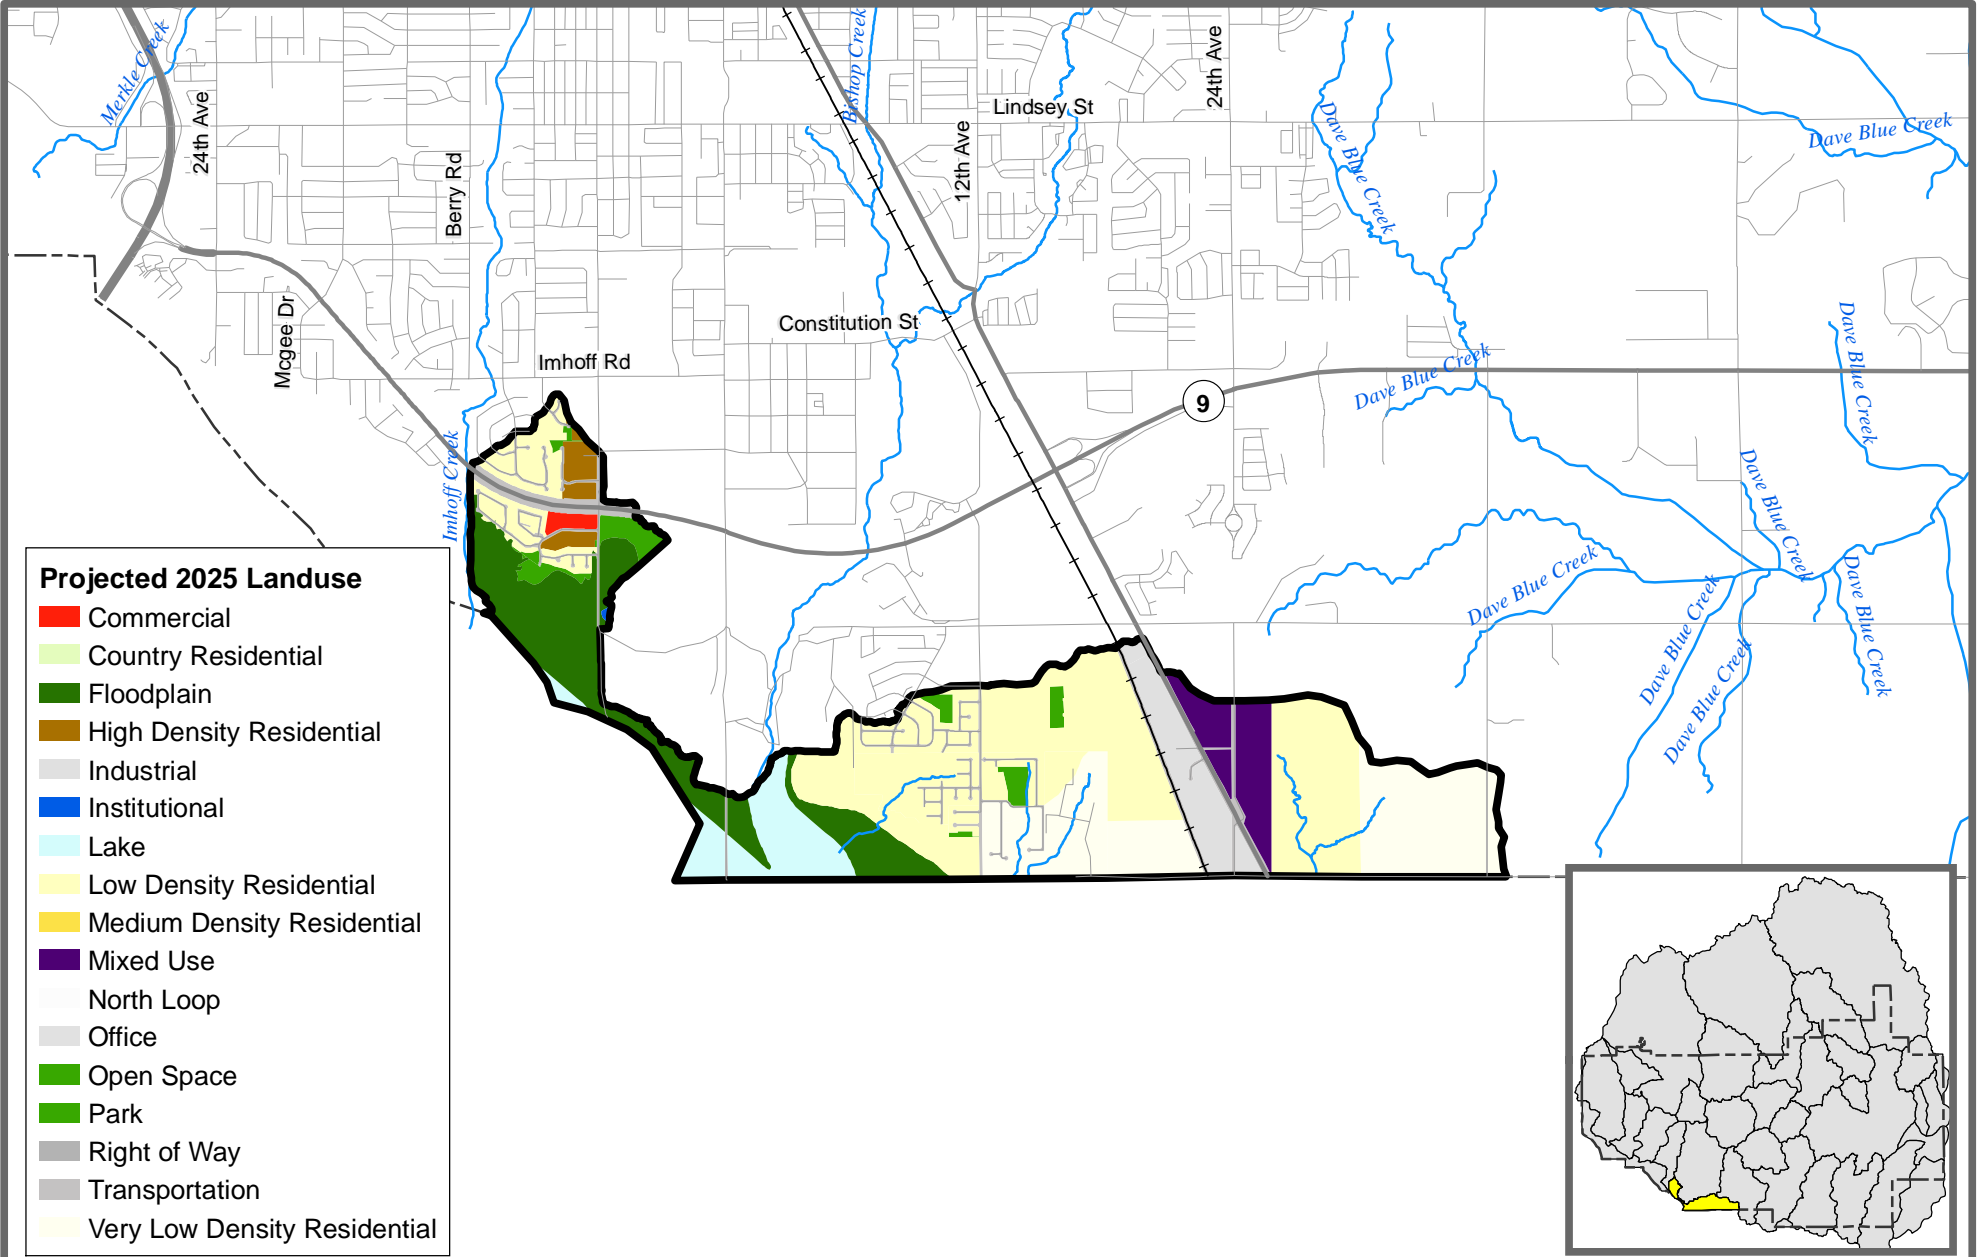 Merkle Creek
24th Ave
Berry Rd
Mcgee Dr
Bishop Creek
12th Ave
Lindsey St
24th Ave
Dave Blue Creek
Dave Blue Creek
Constitution St
Imhoff Rd
9
Dave Blue Creek
Dave Blue Creek
Imhoff Creek
Dave Blue Creek
Dave Blue Creek
Dave Blue Creek
Dave Blue Creek
Dave Blue Creek
Projected 2025 Landuse
Commercial
Country Residential
Floodplain
High Density Residential
Industrial
Institutional
Lake
Low Density Residential
Medium Density Residential
Mixed Use
North Loop
Office
Open Space
Park
Right of Way
Transportation
Very Low Density Residential